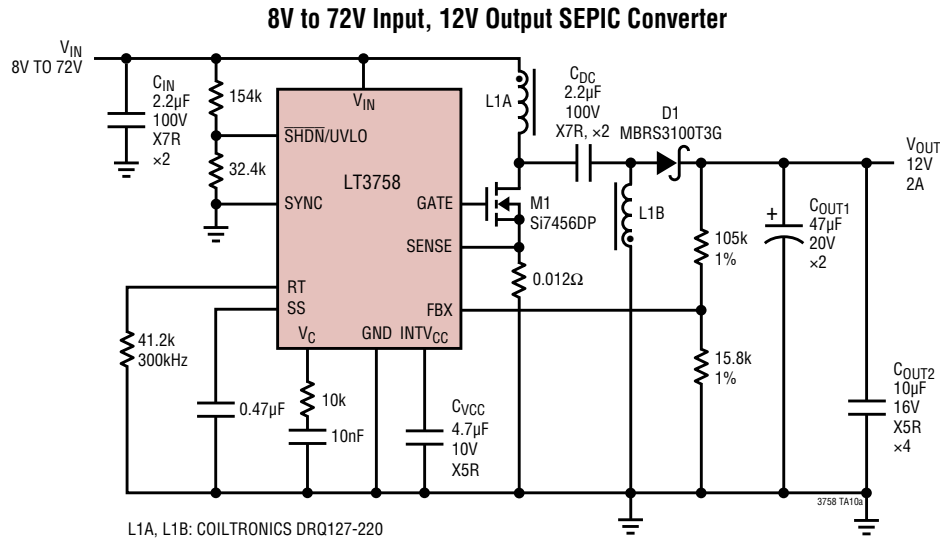 8V to 72V Input, 12V Output SEPIC Converter
VIN
8V TO 72V
CIN
2.2µF
100V
X7R
×2
154k
32.4k
VIN
SHDN/UVLO
LT3758
SYNC
GATE
SENSE
RT
SS
FBX
VC
GND
INTVCC
L1A
CDC
2.2µF
100V
X7R, ×2
D1
MBRS3100T3G
M1
Si7456DP
L1B
0.012Ω
105k
1%
15.8k
1%
VOUT
12V
2A
+
COUT1
47µF
20V
×2
COUT2
10µF
16V
X5R
×4
41.2k
300kHz
0.47µF
10k
10nF
CVCC
4.7µF
10V
X5R
3758 TA10a
L1A, L1B: COILTRONICS DRQ127-220